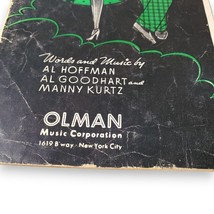 Words and Music by
AL HOFFMAN
AL GOODHART and
MANNY KURTZ
OLMAN
Music Corporation
1619 B'way · New York City